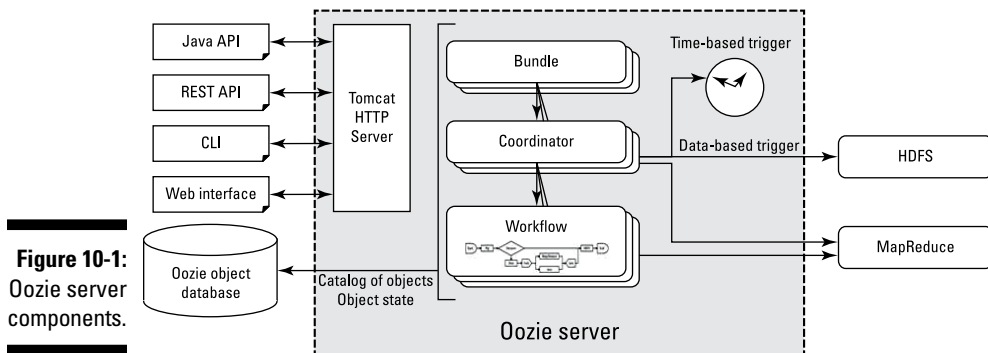 Java API
REST API
CLI
Web interface
Tomcat
HTTP
Server
Bundle
Coordinator
Workflow
Time-based trigger
Data-based trigger
HDFS
MapReduce
Oozie object
database
Catalog of objects
Object state
Oozie server
Figure 10-1:
Oozie server
components.